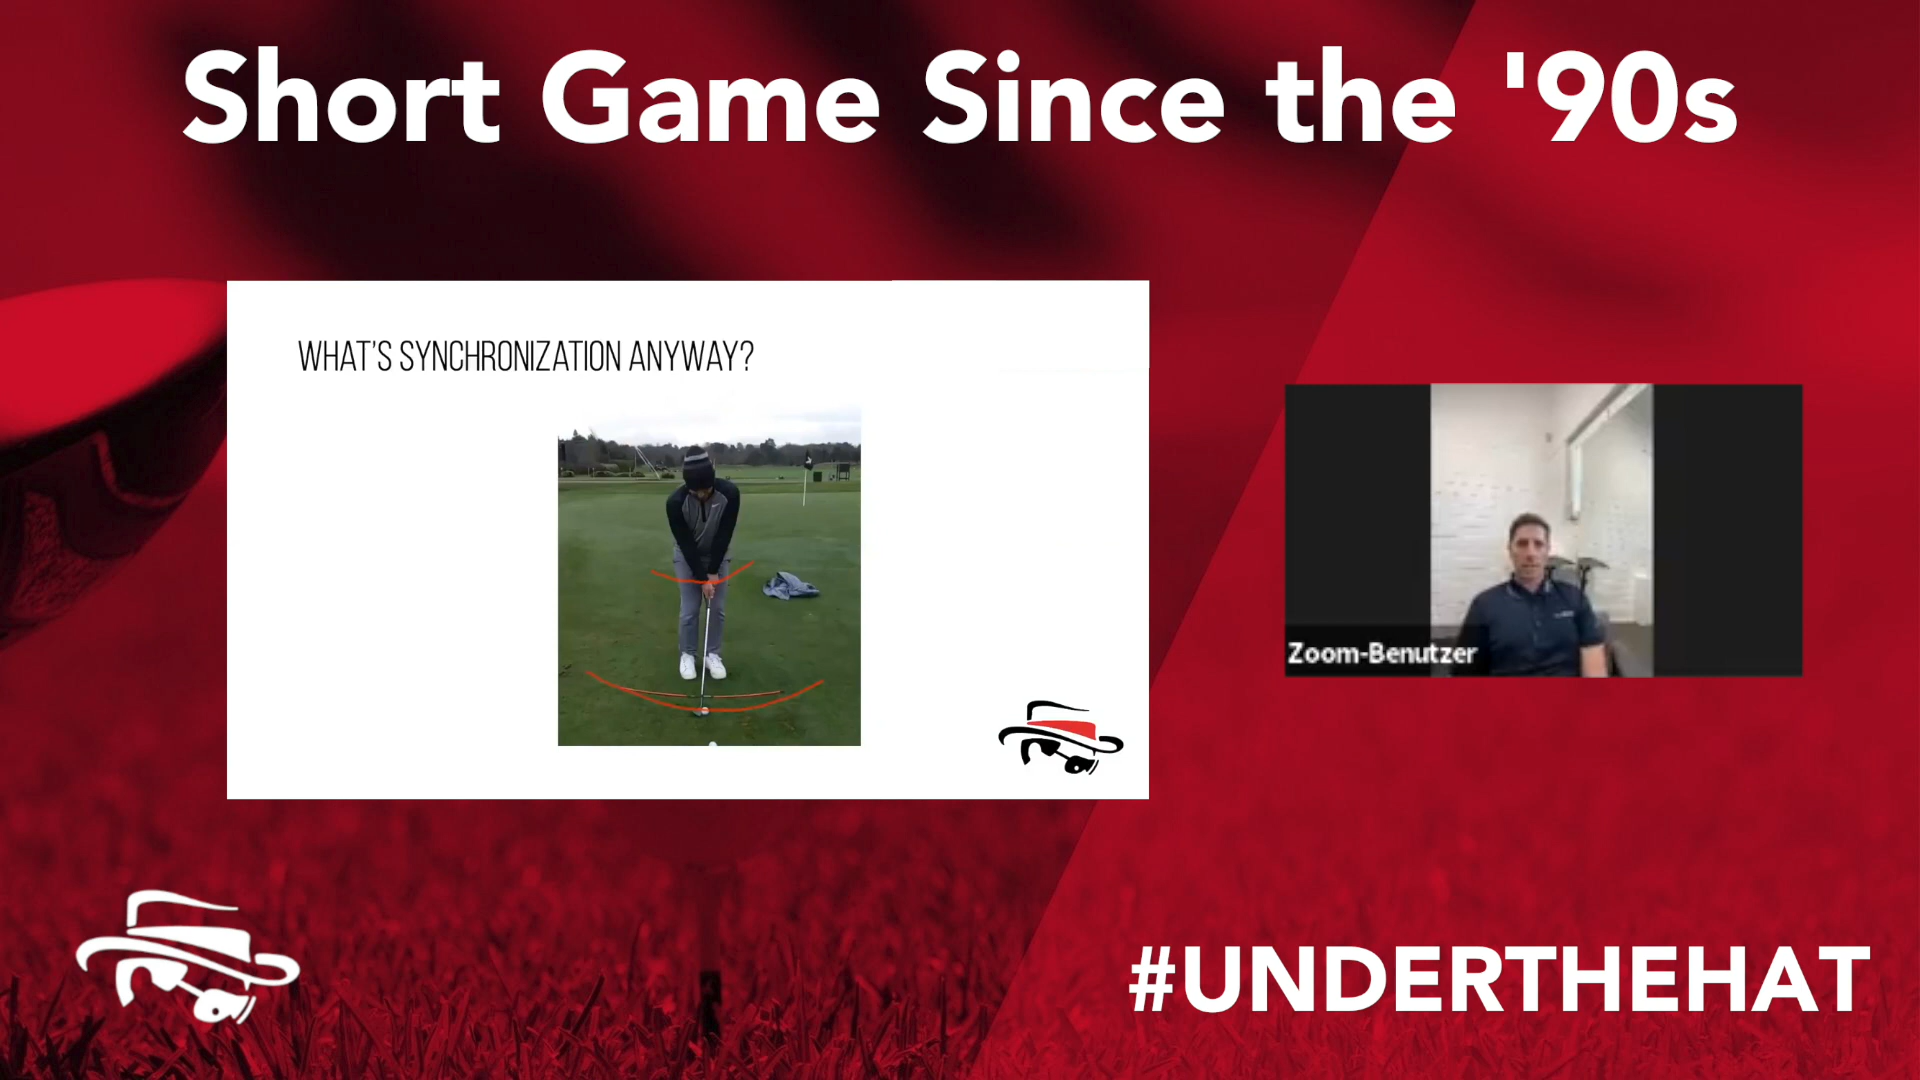 Short Game Since the '90s
WHAT'S SYNCHRONIZATION ANYWAY?
Zoom-Benutzer
#UNDERTHEHAT